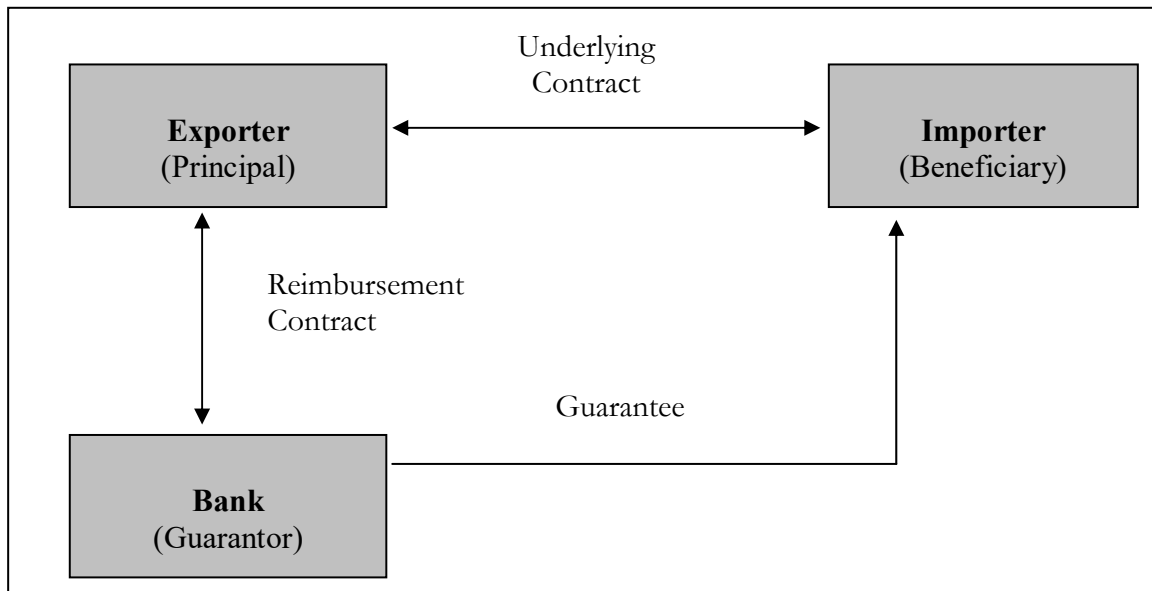 Underlying
Contract
Exporter
(Principal)
Importer
(Beneficiary)
Reimbursement
Contract
Guarantee
Bank
(Guarantor)